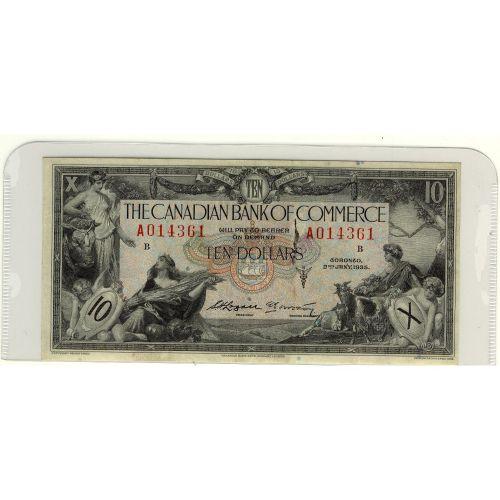 X TEN 10
THE CANADIAN BANK OF COMMERCE
A014361 WILL PAY TO BEARER A014361
B ON DEMAND B
TEN DOLLARS
TORONTO,
2ND JANY. 1935.
10 X